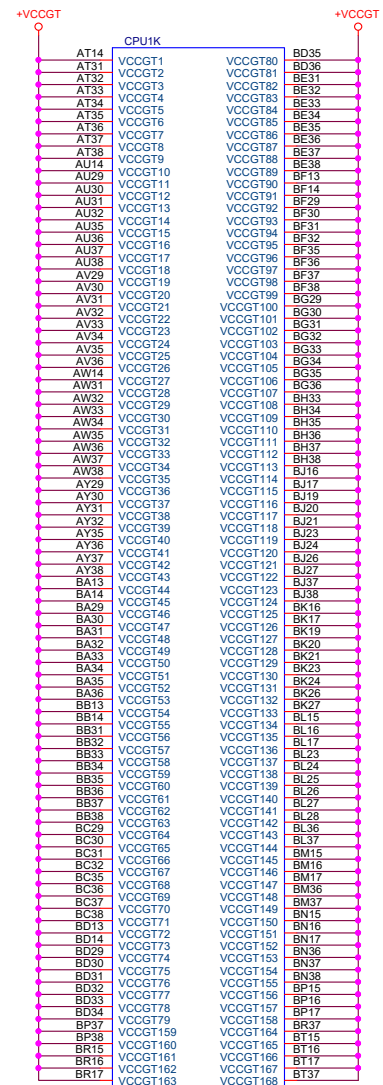 +VCCGT +VCCGT
CPU1K
AT14 VCCGT1 VCCGT80 BD35
AT31 VCCGT2 VCCGT81 BD36
AT32 VCCGT3 VCCGT82 BE31
AT33 VCCGT4 VCCGT83 BE32
AT34 VCCGT5 VCCGT84 BE33
AT35 VCCGT6 VCCGT85 BE34
AT36 VCCGT7 VCCGT86 BE35
AT37 VCCGT8 VCCGT87 BE36
AT38 VCCGT9 VCCGT88 BE37
AU14 VCCGT10 VCCGT89 BE38
AU29 VCCGT11 VCCGT90 BF13
AU30 VCCGT12 VCCGT91 BF14
AU31 VCCGT13 VCCGT92 BF29
AU32 VCCGT14 VCCGT93 BF30
AU35 VCCGT15 VCCGT94 BF31
AU36 VCCGT16 VCCGT95 BF32
AU37 VCCGT17 VCCGT96 BF35
AU38 VCCGT18 VCCGT97 BF36
AV29 VCCGT19 VCCGT98 BF37
AV30 VCCGT20 VCCGT99 BF38
AV31 VCCGT21 VCCGT100 BG29
AV32 VCCGT22 VCCGT101 BG30
AV33 VCCGT23 VCCGT102 BG31
AV34 VCCGT24 VCCGT103 BG32
AV35 VCCGT25 VCCGT104 BG33
AV36 VCCGT26 VCCGT105 BG34
AW14 VCCGT27 VCCGT106 BG35
AW31 VCCGT28 VCCGT107 BG36
AW32 VCCGT29 VCCGT108 BH33
AW33 VCCGT30 VCCGT109 BH34
AW34 VCCGT31 VCCGT110 BH35
AW35 VCCGT32 VCCGT111 BH36
AW36 VCCGT33 VCCGT112 BH37
AW37 VCCGT34 VCCGT113 BH38
AW38 VCCGT35 VCCGT114 BJ16
AY29 VCCGT36 VCCGT115 BJ17
AY30 VCCGT37 VCCGT116 BJ19
AY31 VCCGT38 VCCGT117 BJ20
AY32 VCCGT39 VCCGT118 BJ21
AY35 VCCGT40 VCCGT119 BJ23
AY36 VCCGT41 VCCGT120 BJ24
AY37 VCCGT42 VCCGT121 BJ26
AY38 VCCGT43 VCCGT122 BJ27
BA13 VCCGT44 VCCGT123 BJ37
BA14 VCCGT45 VCCGT124 BJ38
BA29 VCCGT46 VCCGT125 BK16
BA30 VCCGT47 VCCGT126 BK17
BA31 VCCGT48 VCCGT127 BK19
BA32 VCCGT49 VCCGT128 BK20
BA33 VCCGT50 VCCGT129 BK21
BA34 VCCGT51 VCCGT130 BK23
BA35 VCCGT52 VCCGT131 BK24
BA36 VCCGT53 VCCGT132 BK26
BB13 VCCGT54 VCCGT133 BK27
BB14 VCCGT55 VCCGT134 BL15
BB31 VCCGT56 VCCGT135 BL16
BB32 VCCGT57 VCCGT136 BL17
BB33 VCCGT58 VCCGT137 BL23
BB34 VCCGT59 VCCGT138 BL24
BB35 VCCGT60 VCCGT139 BL25
BB36 VCCGT61 VCCGT140 BL26
BB37 VCCGT62 VCCGT141 BL27
BB38 VCCGT63 VCCGT142 BL28
BC29 VCCGT64 VCCGT143 BL36
BC30 VCCGT65 VCCGT144 BL37
BC31 VCCGT66 VCCGT145 BM15
BC32 VCCGT67 VCCGT146 BM16
BC35 VCCGT68 VCCGT147 BM17
BC36 VCCGT69 VCCGT148 BM36
BC37 VCCGT70 VCCGT149 BM37
BC38 VCCGT71 VCCGT150 BN15
BD13 VCCGT72 VCCGT151 BN16
BD14 VCCGT73 VCCGT152 BN17
BD29 VCCGT74 VCCGT153 BN36
BD30 VCCGT75 VCCGT154 BN37
BD31 VCCGT76 VCCGT155 BN38
BD32 VCCGT77 VCCGT156 BP15
BD33 VCCGT78 VCCGT157 BP16
BD34 VCCGT79 VCCGT158 BP17
BP37 VCCGT159 VCCGT164 BR37
BP38 VCCGT160 VCCGT165 BT15
BR15 VCCGT161 VCCGT166 BT16
BR16 VCCGT162 VCCGT167 BT17
BR17 VCCGT163 VCCGT168 BT37